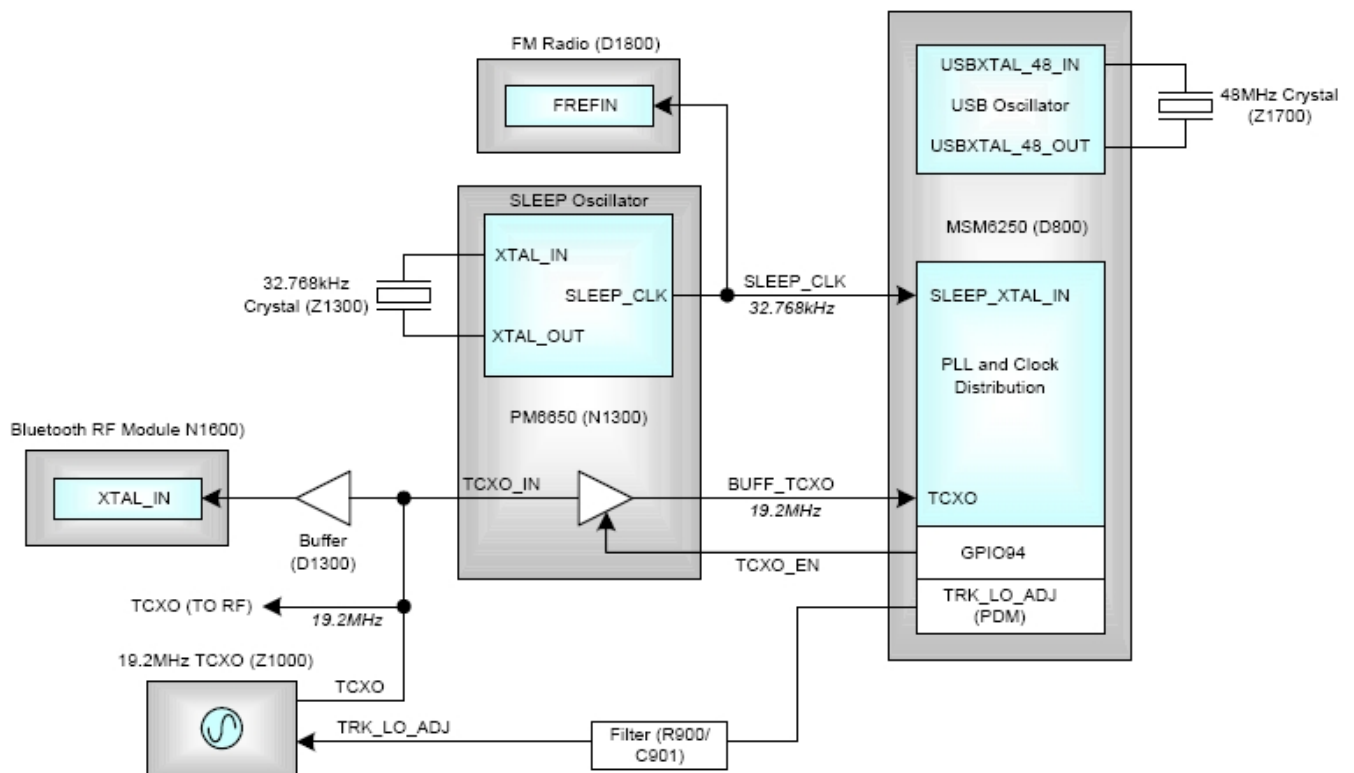 FM Radio (D1800)
FREFIN
USBXTAL_48_IN
USB Oscillator
USBXTAL_48_OUT
48MHz Crystal
(Z1700)
SLEEP Oscillator
XTAL_IN
SLEEP_CLK
XTAL_OUT
32.768kHz
Crystal (Z1300)
SLEEP_CLK
32.768kHz
MSM6250 (D800)
SLEEP_XTAL_IN
PLL and Clock
Distribution
PM6650 (N1300)
Bluetooth RF Module N1600)
XTAL_IN
Buffer
(D1300)
TCXO_IN
BUFF_TCXO
19.2MHz
TCXO
TCXO_EN
GPIO94
TRK_LO_ADJ
(PDM)
TCXO (TO RF)
19.2MHz
19.2MHz TCXO (Z1000)
TCXO
TRK_LO_ADJ
Filter (R900/
C901)